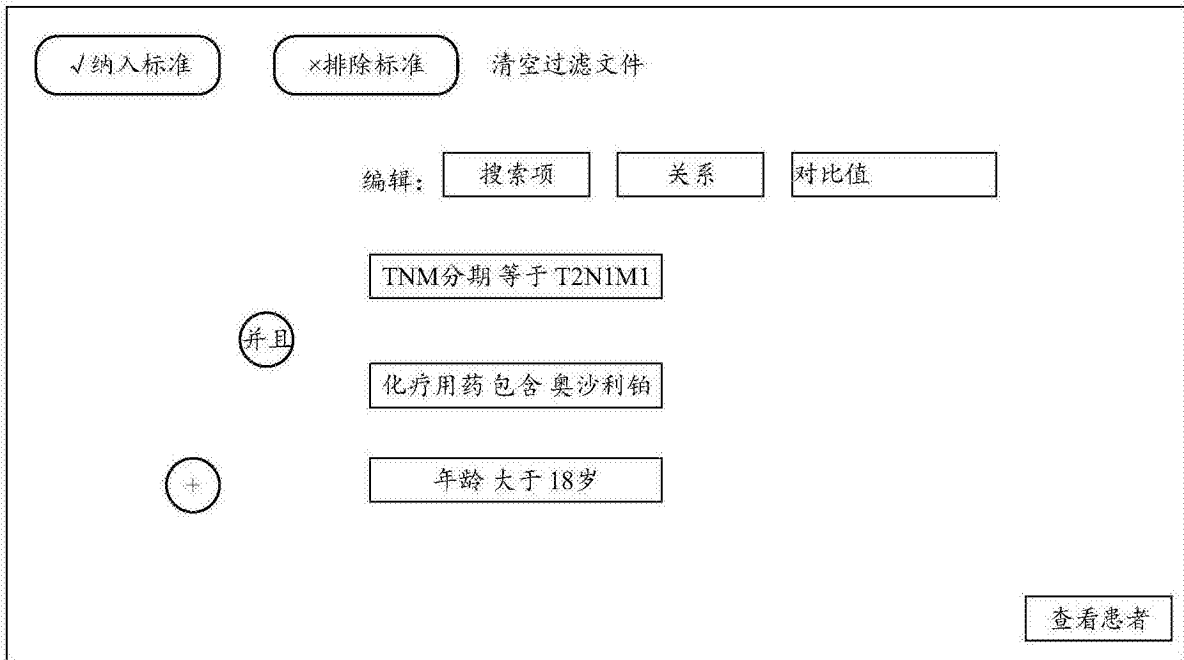 √纳入标准 ×排除标准 清空过滤文件
编辑: 搜索项 关系 对比值
TNM分期 等于 T2N1M1
并且
化疗用药 包含 奥沙利铂
+ 年龄 大于 18岁
查看患者